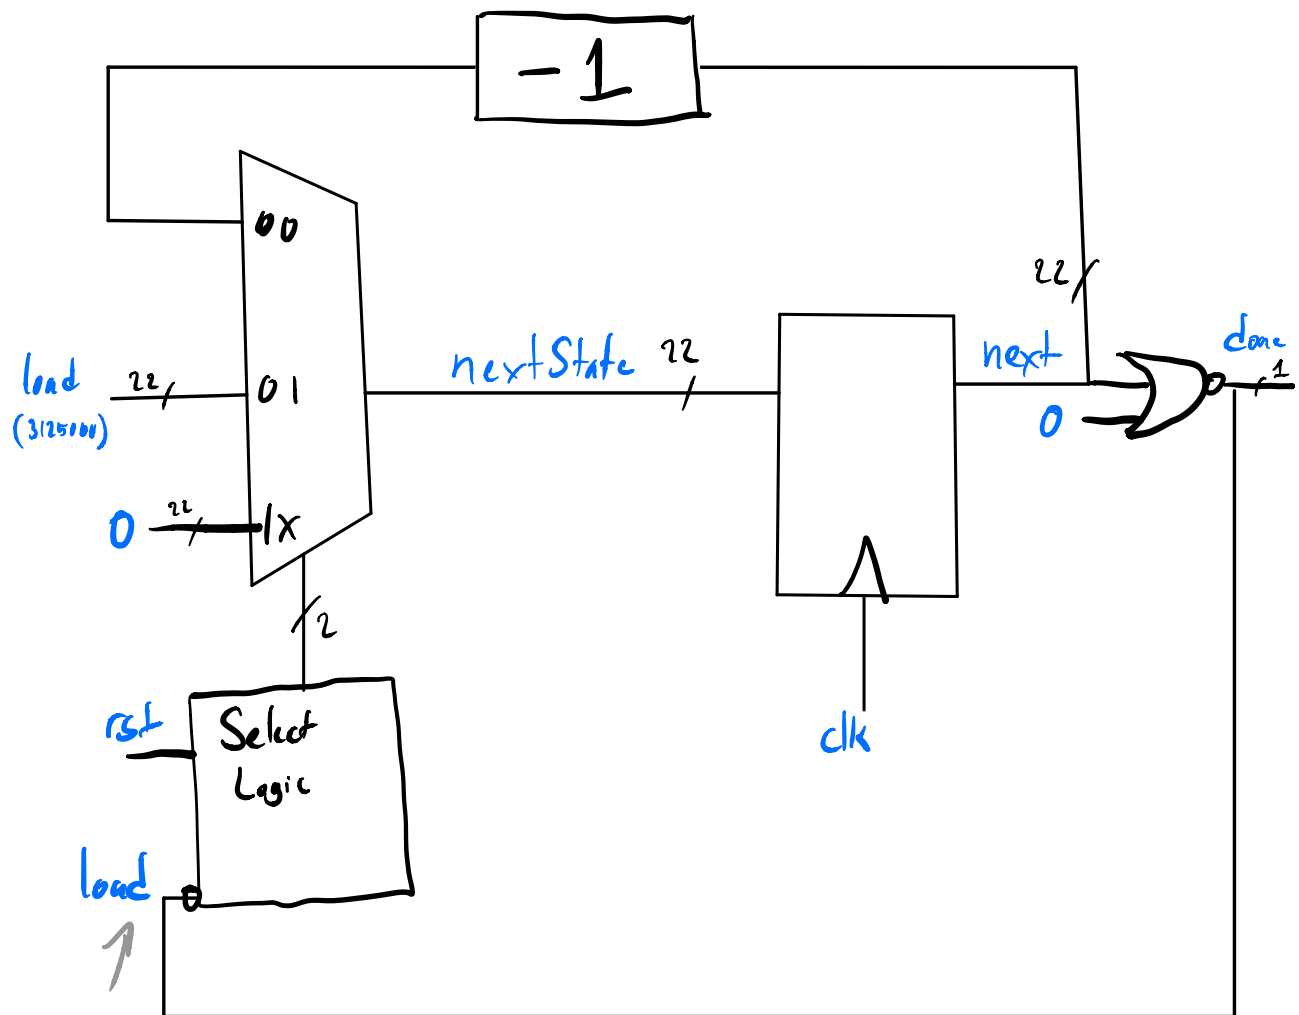 -1
00
22
load
22
01
nextState
22
next
done
1
(3125000)
0
0
22
1x
2
rst
Select
Logic
clk
load